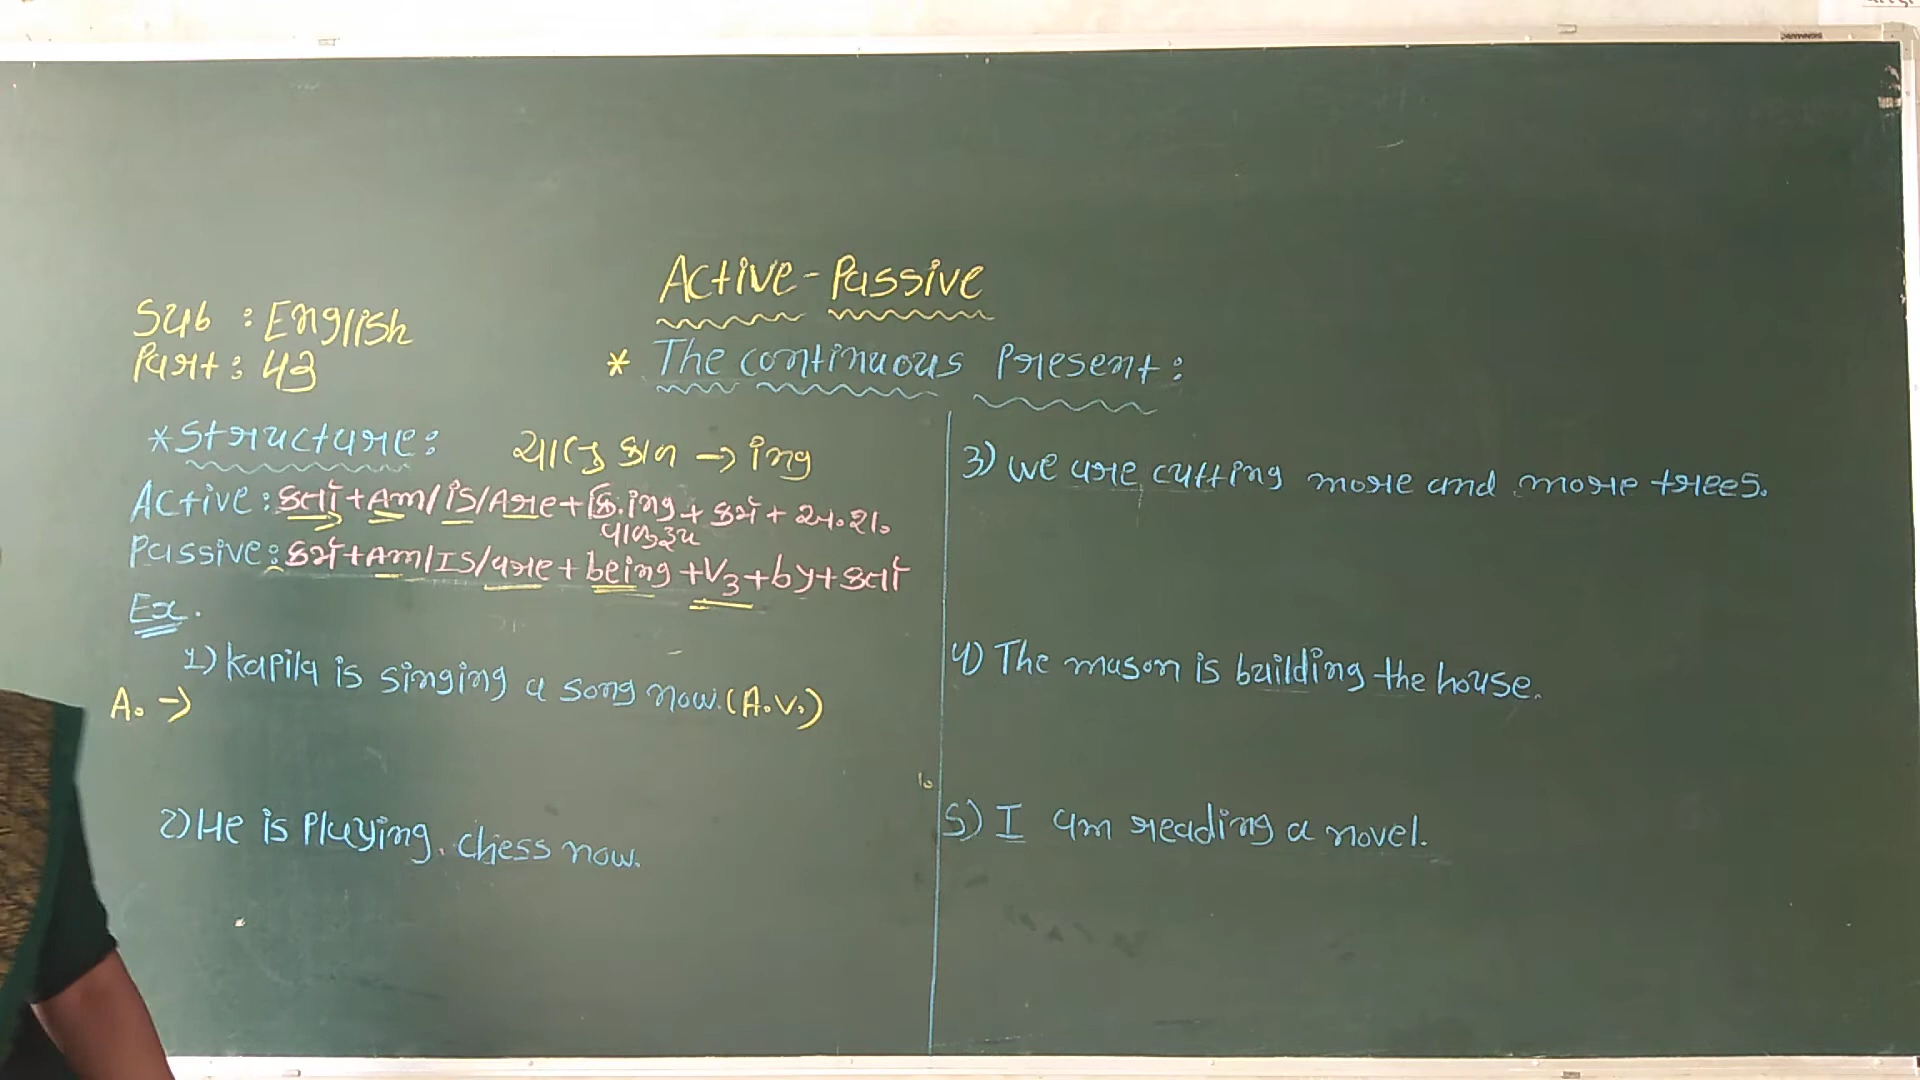 Active-Passive
Sub : English
Part : 43
* The continuous Present :
* Structure :
ચાલુ કાળ → ing
Active : કર્તા + Am/is/Are + ક્રિ.ing + કર્મ + અ.શ.
Passive : કર્મ + Am/IS/are + being + V3 + by + કર્તા
Ex.
1) Kapila is singing a song now. (A.V.)
A. →
2) He is Playing chess now.
3) we are cutting more and more trees.
4) The mason is building the house.
5) I am reading a novel.